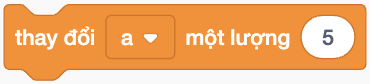 thay đổi a một lượng 5